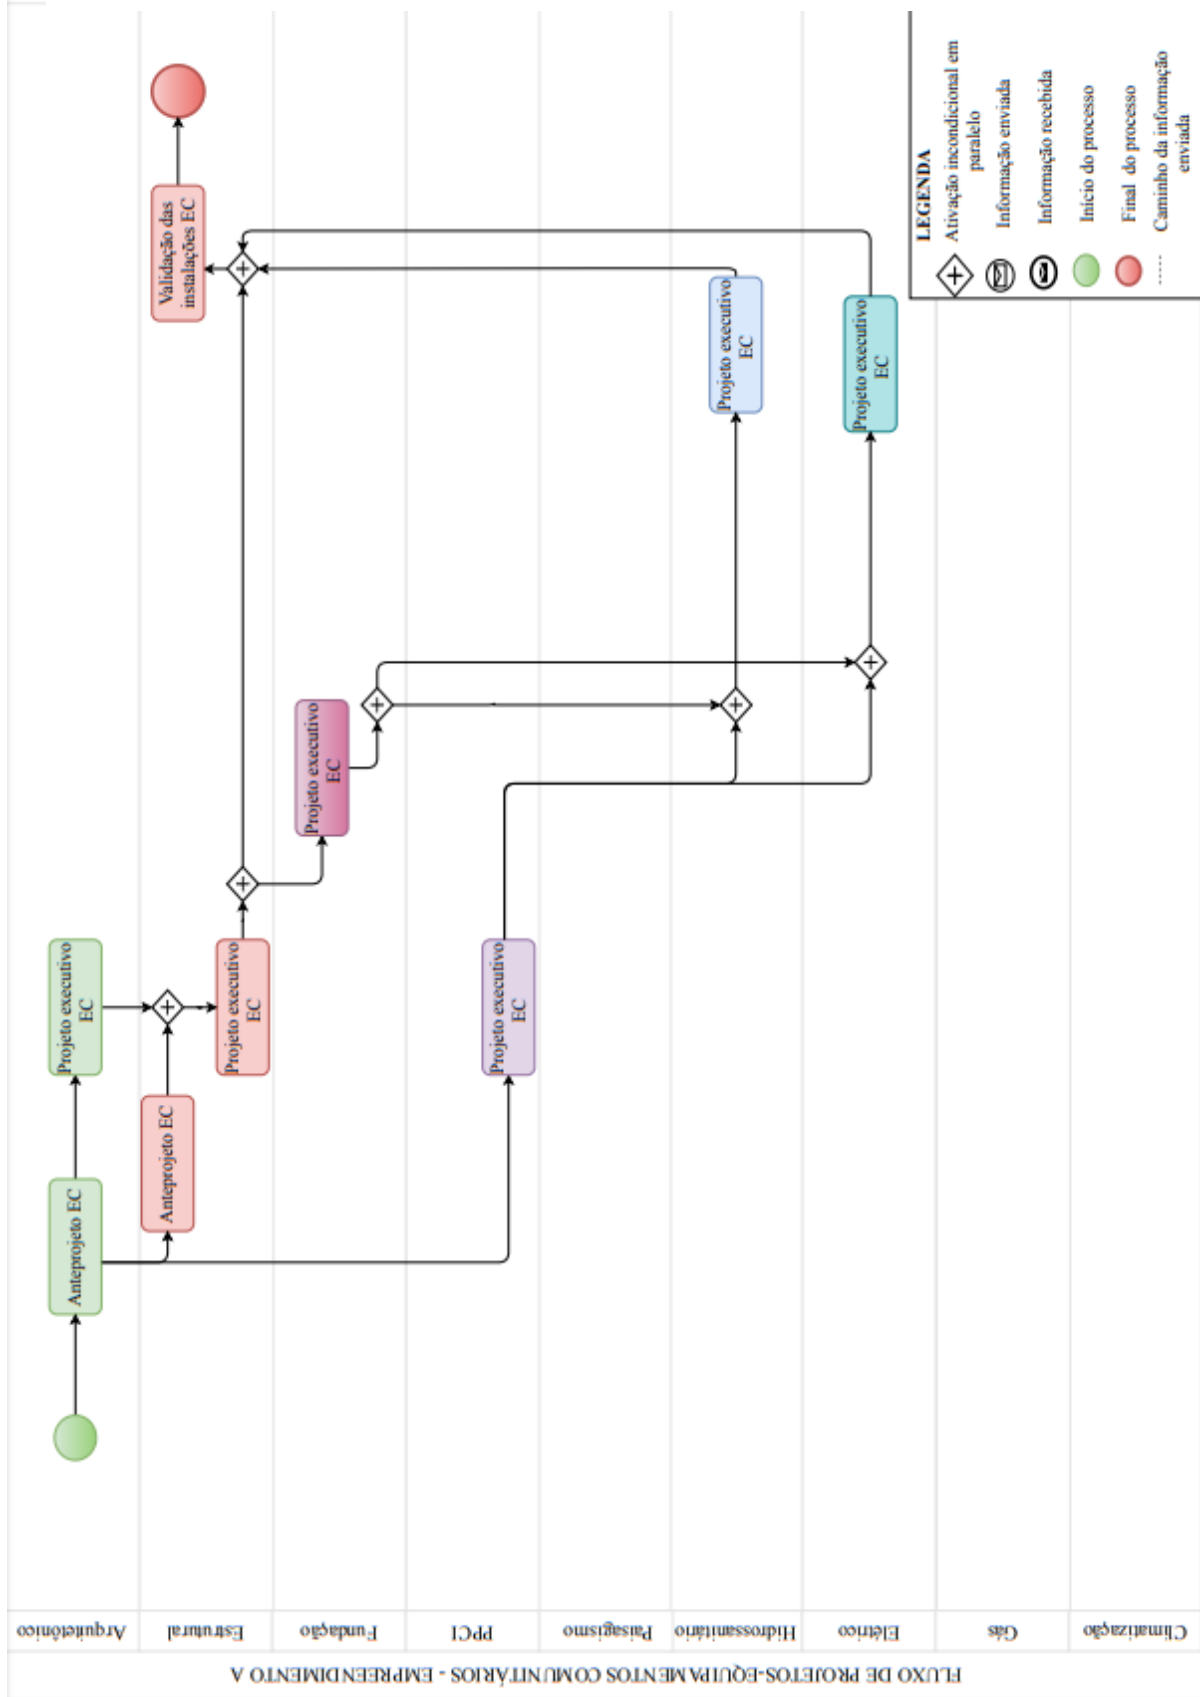 FLUXO DE PROJETOS-EQUIPAMENTOS COMUNITÁRIOS - EMPREENDIMENTO A
Arquitetônico
Estrutural
Fundação
PPCI
Paisagismo
Hidrossanitário
Elétrico
Gás
Climatização
Anteprojeto EC
Projeto executivo
EC
Anteprojeto EC
Projeto executivo
EC
Validação das
instalações EC
Projeto executivo
EC
Projeto executivo
EC
Projeto executivo
EC
Projeto executivo
EC
LEGENDA
Ativação incondicional em
paralelo
Informação enviada
Informação recebida
Início do processo
Final do processo
Caminho da informação
enviada